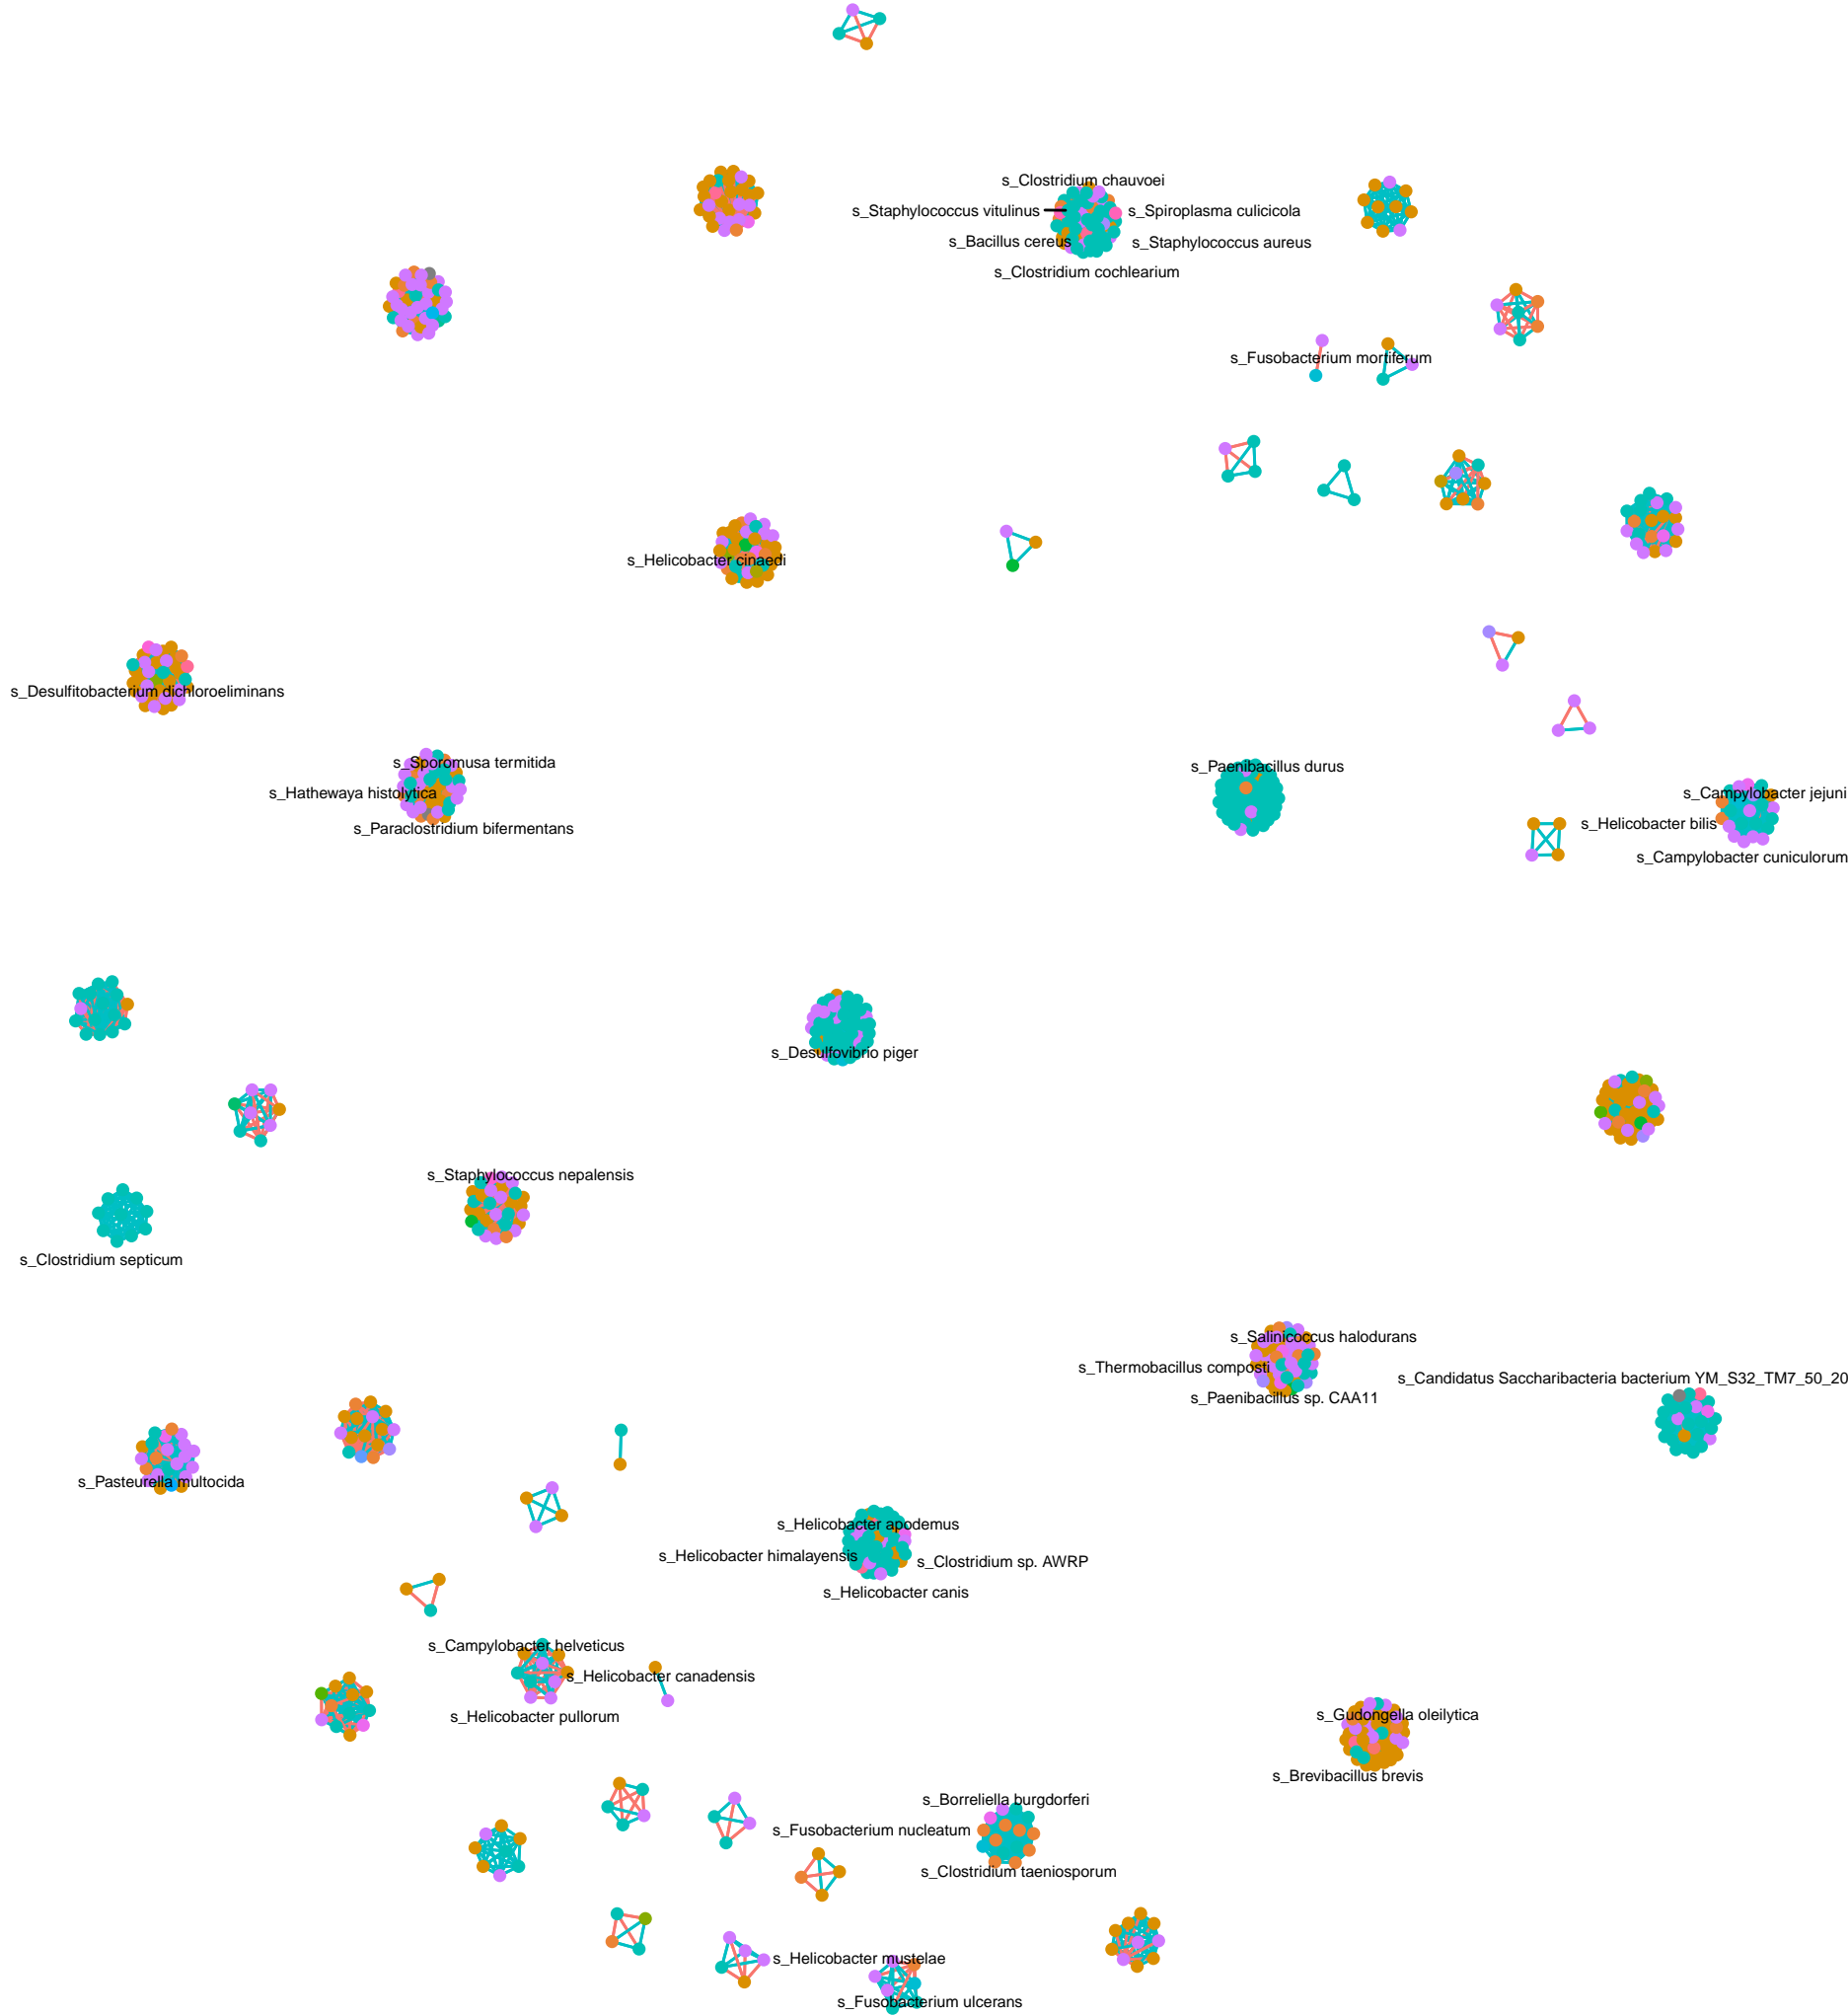 s_Clostridium chauvoei
s_Staphylococcus vitulinus
s_Spiroplasma culicicola
s_Bacillus cereus
s_Staphylococcus aureus
s_Clostridium cochlearium
s_Fusobacterium mortiferum
s_Helicobacter cinaedi
s_Desulfitobacterium dichloroeliminans
s_Sporomusa termitida
s_Paenibacillus durus
s_Hathewaya histolytica
s_Campylobacter jejuni
s_Helicobacter bilis
s_Paraclostridium bifermentans
s_Campylobacter cuniculorum
s_Desulfovibrio piger
s_Staphylococcus nepalensis
s_Clostridium septicum
s_Salinicoccus halodurans
s_Thermobacillus composti
s_Candidatus Saccharibacteria bacterium YM_S32_TM7_50_20
s_Paenibacillus sp. CAA11
s_Pasteurella multocida
s_Helicobacter apodemus
s_Helicobacter himalayensis
s_Clostridium sp. AWRP
s_Helicobacter canis
s_Campylobacter helveticus
s_Helicobacter canadensis
s_Helicobacter pullorum
s_Gudongella oleilytica
s_Brevibacillus brevis
s_Borreliella burgdorferi
s_Fusobacterium nucleatum
s_Clostridium taeniosporum
s_Helicobacter mustelae
s_Fusobacterium ulcerans